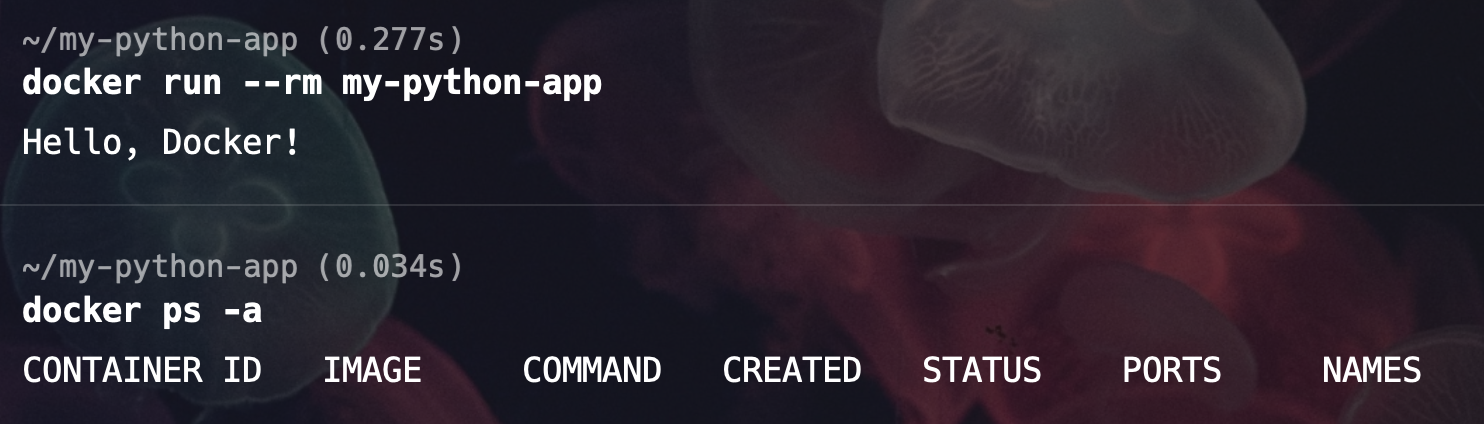 ~/my-python-app (0.277s)
docker run --rm my-python-app
Hello, Docker!
~/my-python-app (0.034s)
docker ps -a
CONTAINER ID   IMAGE     COMMAND   CREATED   STATUS    PORTS     NAMES